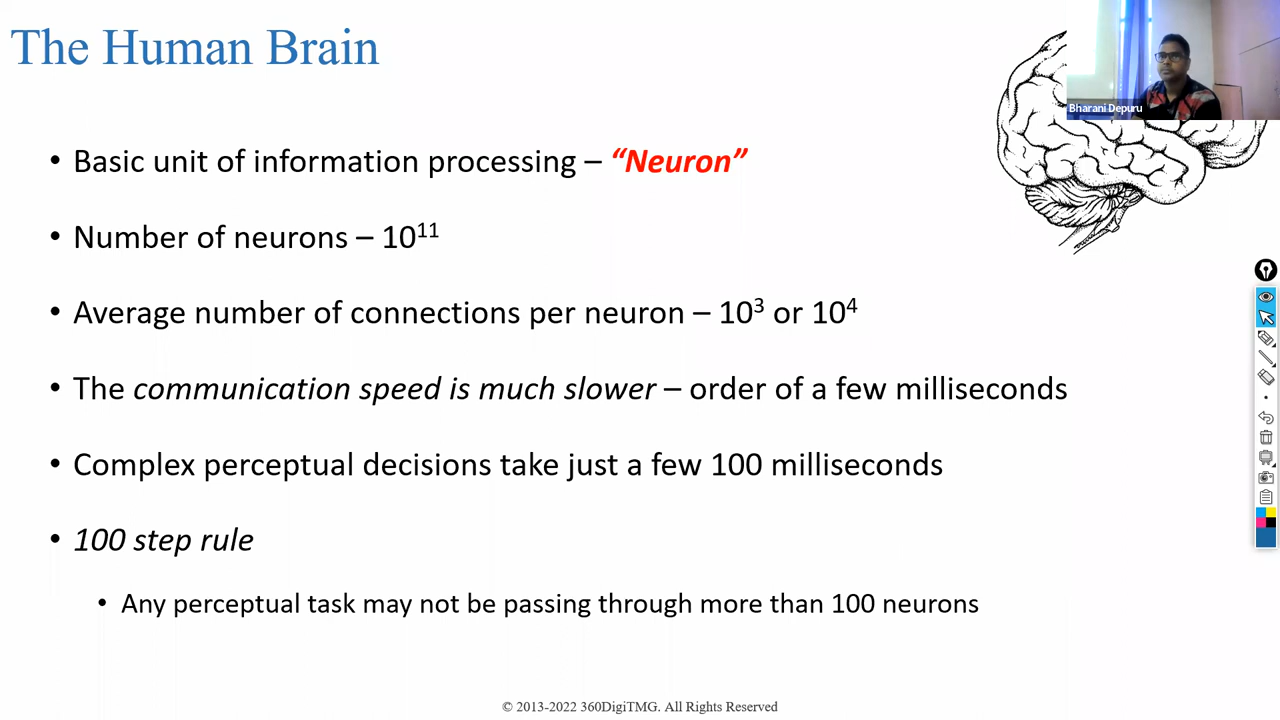 The Human Brain
Bharani Depuru
• Basic unit of information processing – “Neuron”
• Number of neurons – 10¹¹
• Average number of connections per neuron – 10³ or 10⁴
• The communication speed is much slower – order of a few milliseconds
• Complex perceptual decisions take just a few 100 milliseconds
• 100 step rule
• Any perceptual task may not be passing through more than 100 neurons
© 2013-2022 360DigiTMG. All Rights Reserved